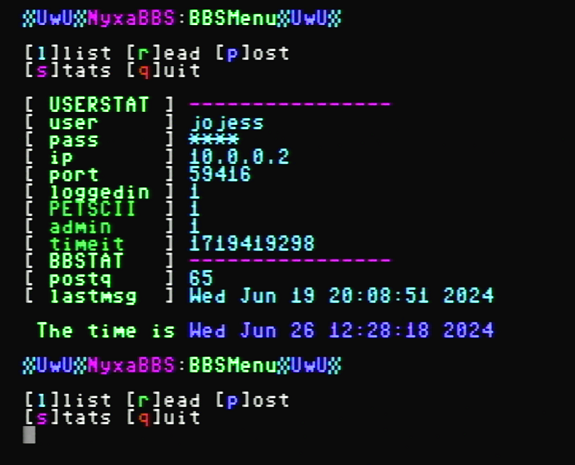 ▒UwU▒NyxaBBS:BBSMenu▒UwU▒
[l]list [r]ead [p]ost
[s]tats [q]uit
[ USERSTAT ] ----------------
[ user ] jojess
[ pass ] ****
[ ip ] 10.0.0.2
[ port ] 59416
[ loggedin ] 1
[ PETSCII ] 1
[ admin ] 1
[ timeit ] 1719419298
[ BBSTAT ] ----------------
[ postq ] 65
[ lastmsg ] Wed Jun 19 20:08:51 2024
The time is Wed Jun 26 12:28:18 2024
▒UwU▒NyxaBBS:BBSMenu▒UwU▒
[l]list [r]ead [p]ost
[s]tats [q]uit